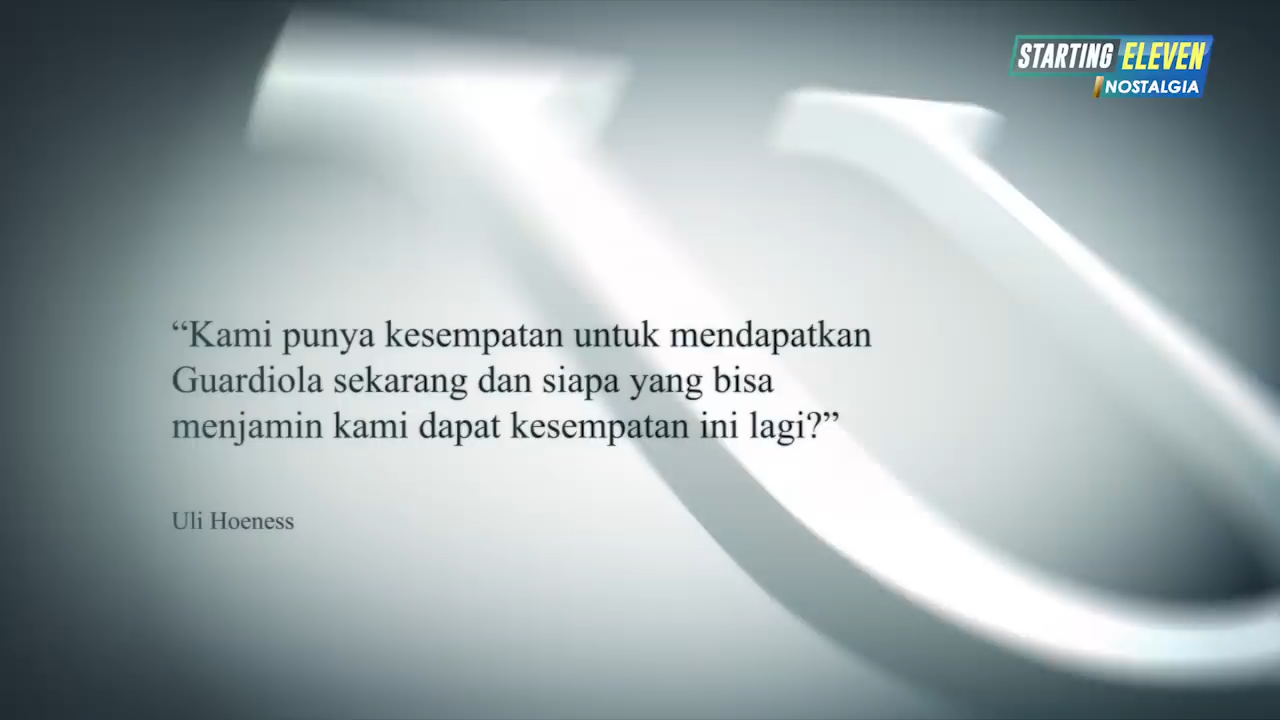 STARTING ELEVEN
NOSTALGIA
“Kami punya kesempatan untuk mendapatkan
Guardiola sekarang dan siapa yang bisa
menjamin kami dapat kesempatan ini lagi?”
Uli Hoeness